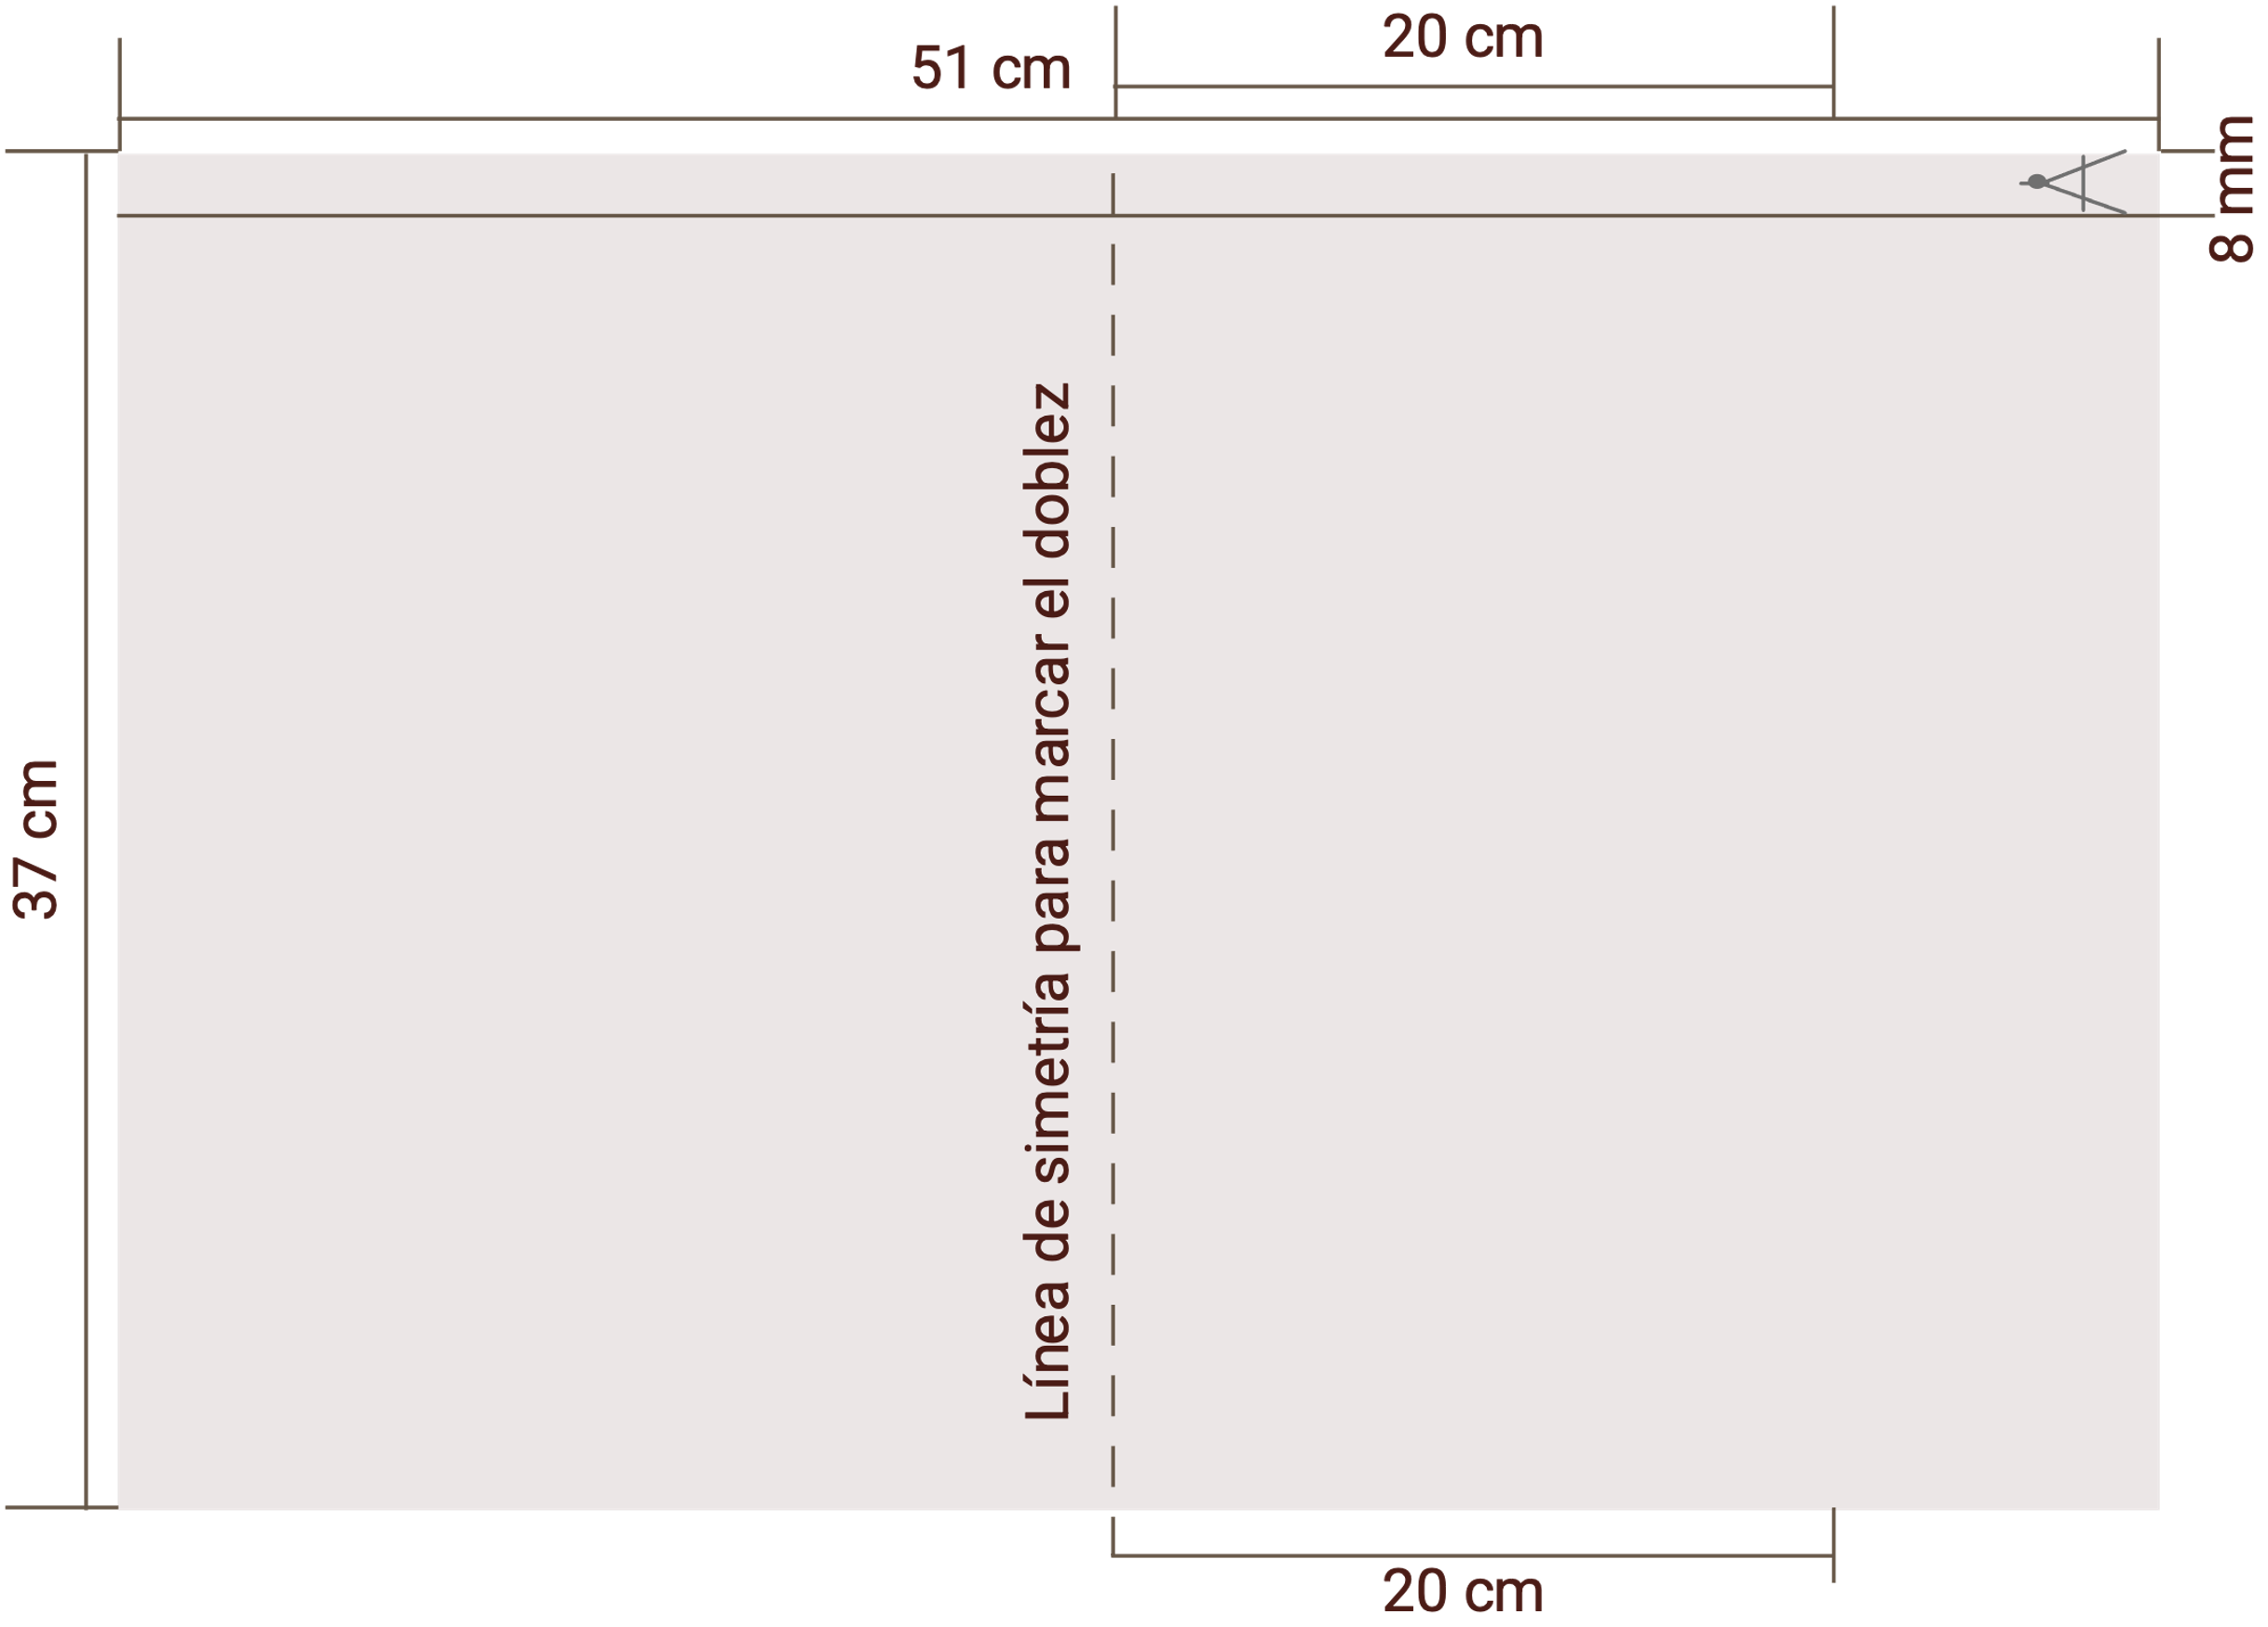 20 cm
51 cm
8 mm
37 cm
Línea de simetría para marcar el doblez
20 cm